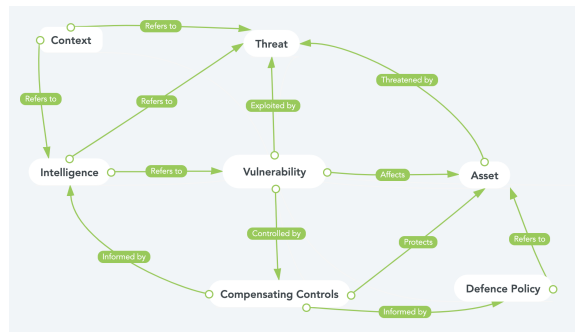 Refers to
Context
Threat
Threatened by
Refers to
Refers to
Exploited by
Intelligence
Refers to
Vulnerability
Affects
Asset
Controlled by
Informed by
Protects
Refers to
Compensating Controls
Defence Policy
Informed by